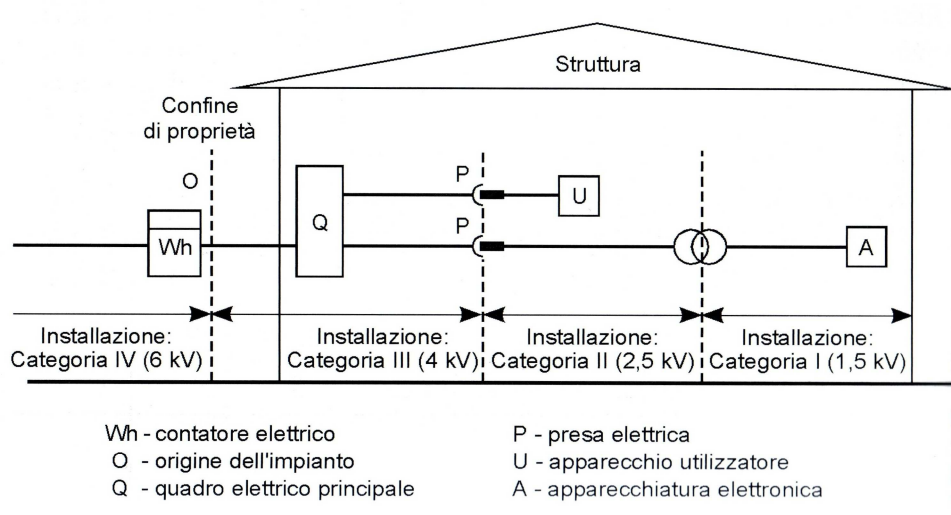 Struttura
Confine
di proprietà
O
P
U
Q
P
Wh
A
Installazione:
Categoria IV (6 kV)
Installazione:
Categoria III (4 kV)
Installazione:
Categoria II (2,5 kV)
Installazione:
Categoria I (1,5 kV)
Wh - contatore elettrico
O - origine dell'impianto
Q - quadro elettrico principale
P - presa elettrica
U - apparecchio utilizzatore
A - apparecchiatura elettronica